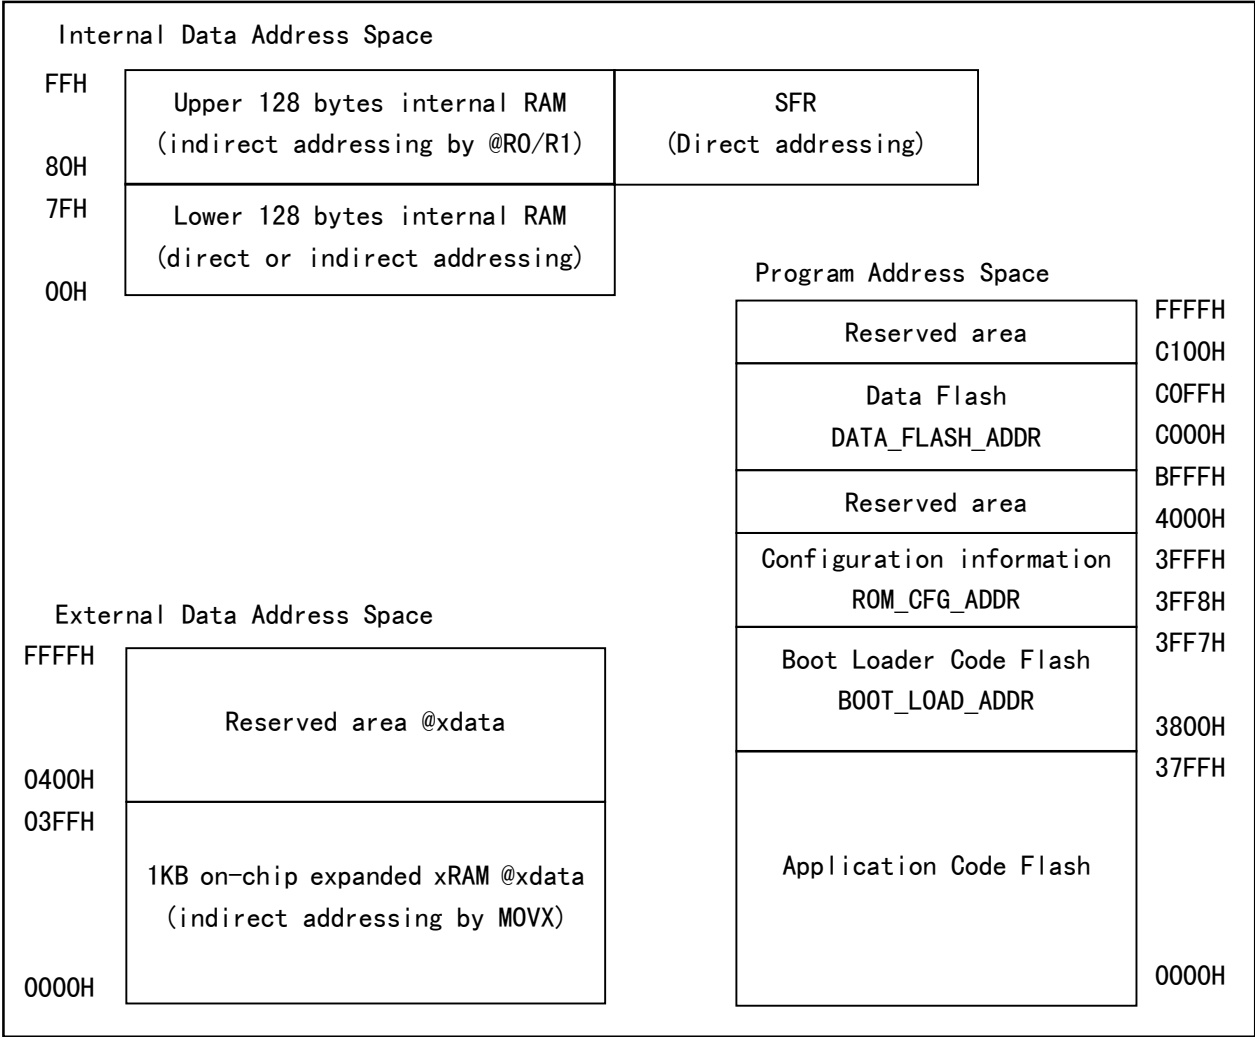 Internal Data Address Space
FFH
Upper 128 bytes internal RAM
(indirect addressing by @R0/R1)
80H
SFR
(Direct addressing)
7FH
Lower 128 bytes internal RAM
(direct or indirect addressing)
00H
Program Address Space
Reserved area
FFFFH
C100H
Data Flash
DATA_FLASH_ADDR
C0FFH
C000H
Reserved area
BFFFH
4000H
Configuration information
ROM_CFG_ADDR
3FFFH
3FF8H
Boot Loader Code Flash
BOOT_LOAD_ADDR
3FF7H
3800H
Application Code Flash
37FFH
0000H
External Data Address Space
FFFFH
Reserved area @xdata
0400H
03FFH
1KB on-chip expanded xRAM @xdata
(indirect addressing by MOVX)
0000H